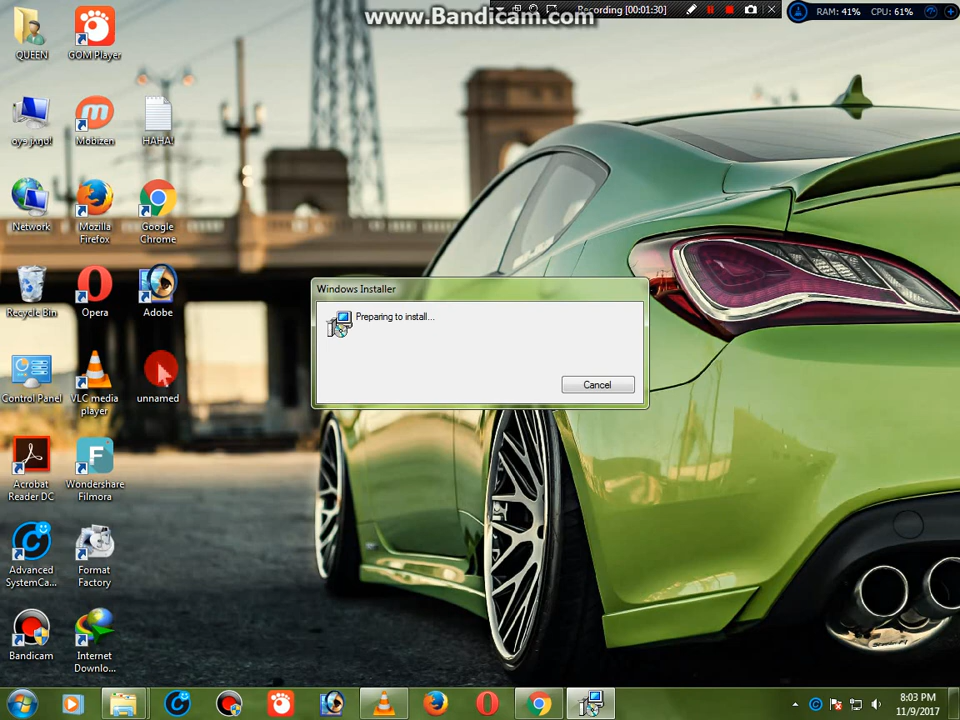 www.Bandicam.com
Recording [00:01:30]
RAM: 41%
CPU: 61%
QUEEN
GOM Player
Mobizen
HAHA!
Network
Mozilla
Firefox
Google
Chrome
Recycle Bin
Opera
Adobe
Windows Installer
Preparing to install...
Cancel
Control Panel
VLC media
player
unnamed
Acrobat
Reader DC
Wondershare
Filmora
Advanced
SystemCa...
Format
Factory
Bandicam
Internet
Downlo...
8:03 PM
11/9/2017